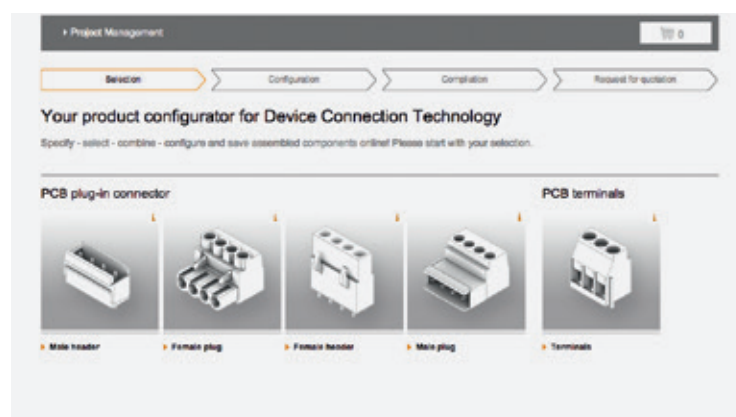 Project Management
0
Selection
Configuration
Compilation
Request for quotation
Your product configurator for Device Connection Technology
Specify - select - combine - configure and save assembled components online! Please start with your selection.
PCB plug-in connector
PCB terminals
Male header
Female plug
Female header
Male plug
Terminals